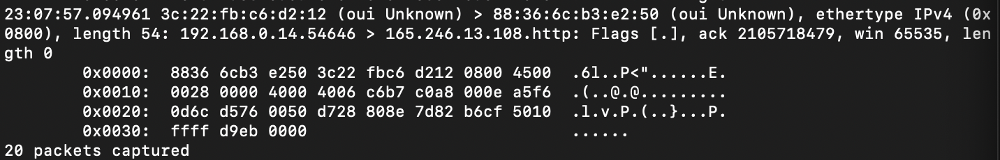 23:07:57.094961 3c:22:fb:c6:d2:12 (oui Unknown) > 88:36:6c:b3:e2:50 (oui Unknown), ethertype IPv4 (0x
0800), length 54: 192.168.0.14.54646 > 165.246.13.108.http: Flags [.], ack 2105718479, win 65535, len
gth 0
0x0000:  8836 6cb3 e250 3c22 fbc6 d212 0800 4500  .6l..P<"......E.
0x0010:  0028 0000 4000 4006 c6b7 c0a8 000e a5f6  .(..@.@.........
0x0020:  0d6c d576 0050 d728 808e 7d82 b6cf 5010  .l.v.P.(..}...P.
0x0030:  ffff d9eb 0000                           ......
20 packets captured